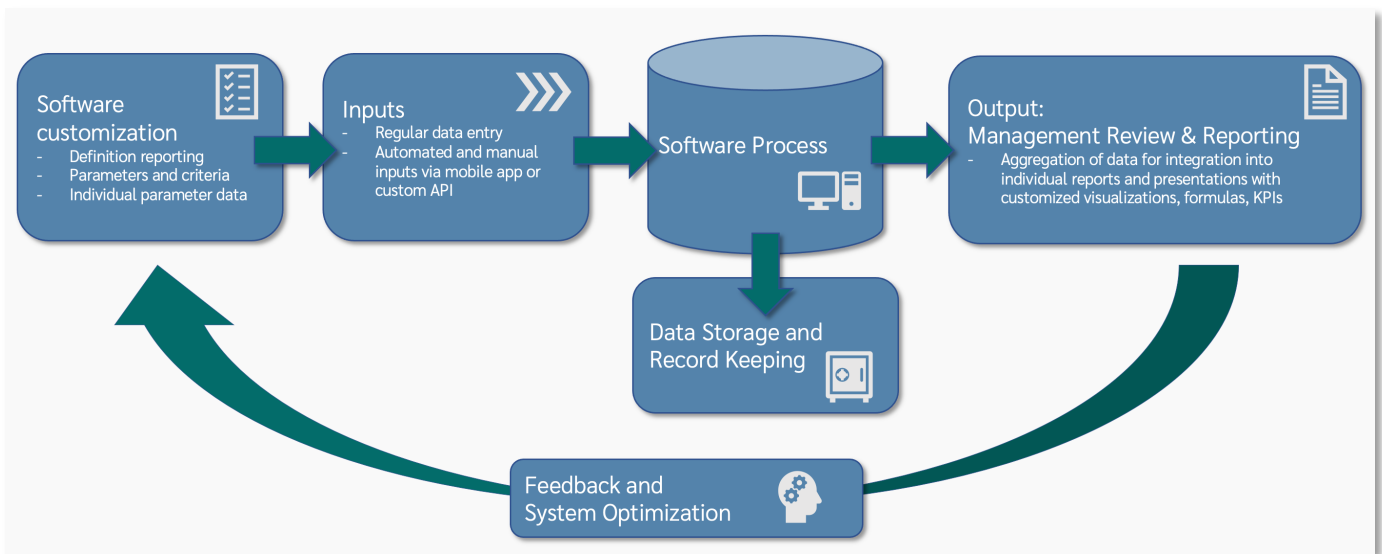 Software
customization
- Definition reporting
- Parameters and criteria
- Individual parameter data
Inputs
- Regular data entry
- Automated and manual
inputs via mobile app or
custom API
Software Process
Output:
Management Review & Reporting
- Aggregation of data for integration into
individual reports and presentations with
customized visualizations, formulas, KPIs
Data Storage and
Record Keeping
Feedback and
System Optimization